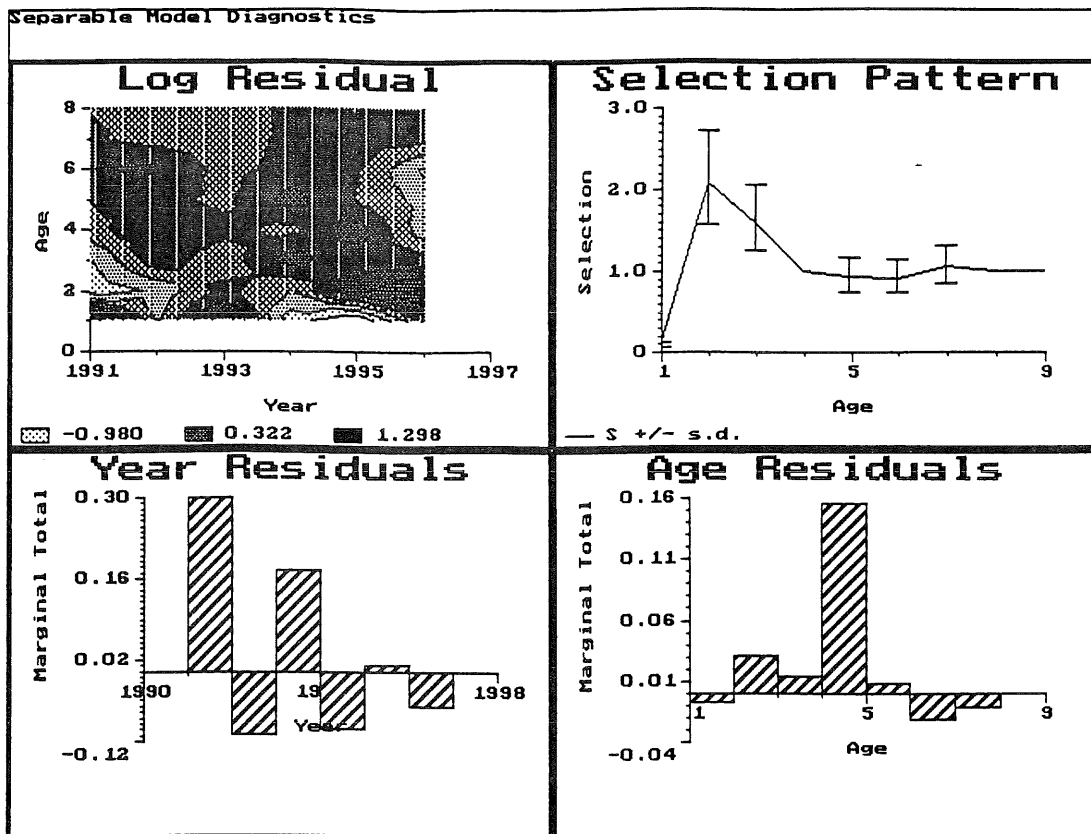 Separable Model Diagnostics
Log Residual
8
6
4
2
0
Age
1991 1993 1995 1997
Year
-0.980 0.322 1.298
Selection Pattern
3.0
2.0
1.0
0
Selection
1 5 9
Age
S +/- s.d.
Year Residuals
0.30
0.16
0.02
-0.12
Marginal Total
1990 19 1998
Year
Age Residuals
0.16
0.11
0.06
0.01
-0.04
Marginal Total
1 5 9
Age